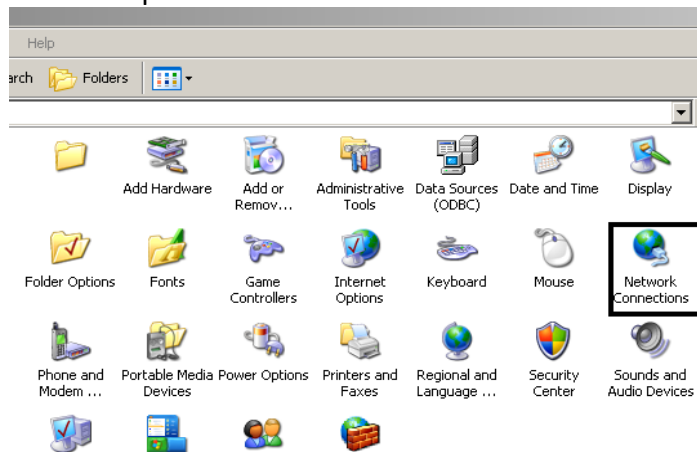 Help
arch Folders
Add Hardware Add or Remov... Administrative Tools Data Sources (ODBC) Date and Time Display
Folder Options Fonts Game Controllers Internet Options Keyboard Mouse Network Connections
Phone and Modem ... Portable Media Devices Power Options Printers and Faxes Regional and Language ... Security Center Sounds and Audio Devices